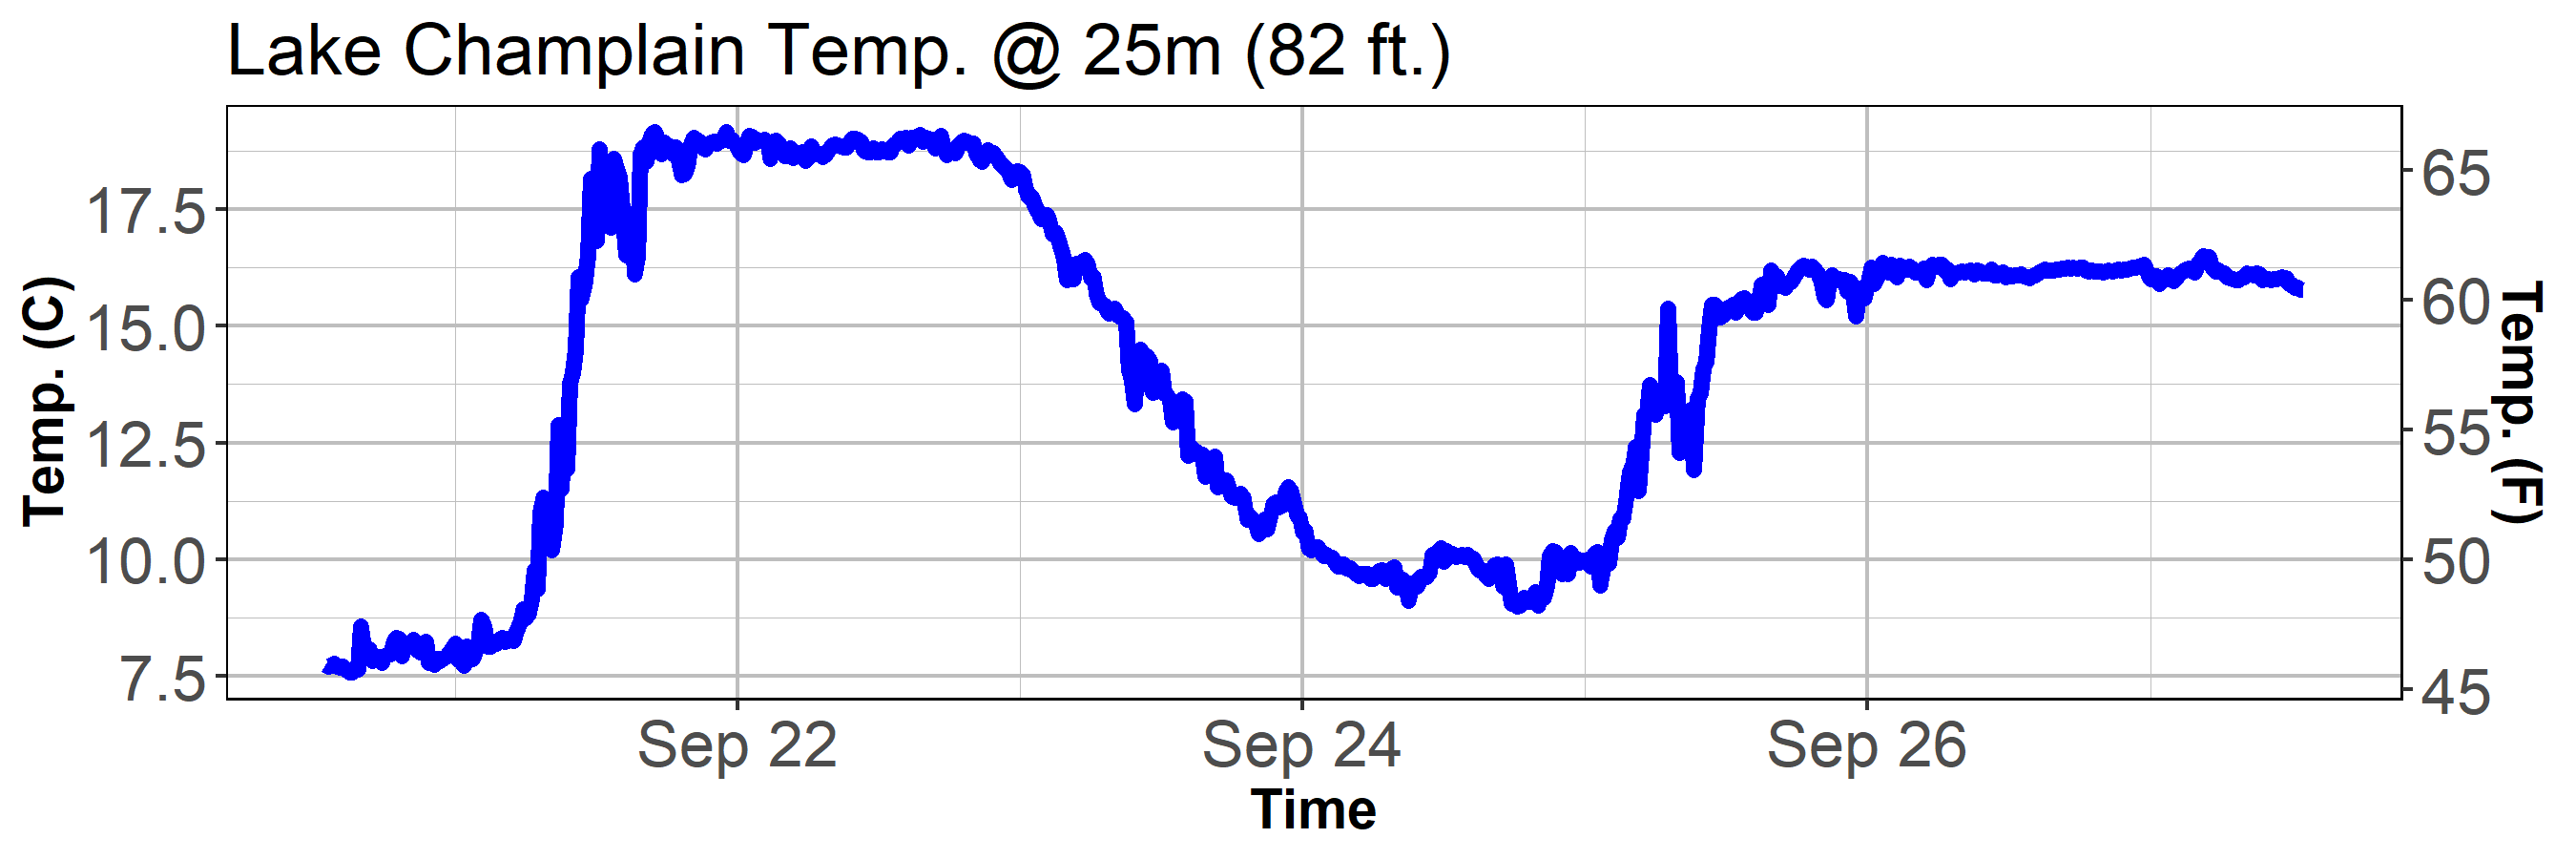 Lake Champlain Temp. @ 25m (82 ft.)
Temp. (C)
17.5
15.0
12.5
10.0
7.5
65
60
55
50
45
Temp. (F)
Sep 22 Sep 24 Sep 26
Time